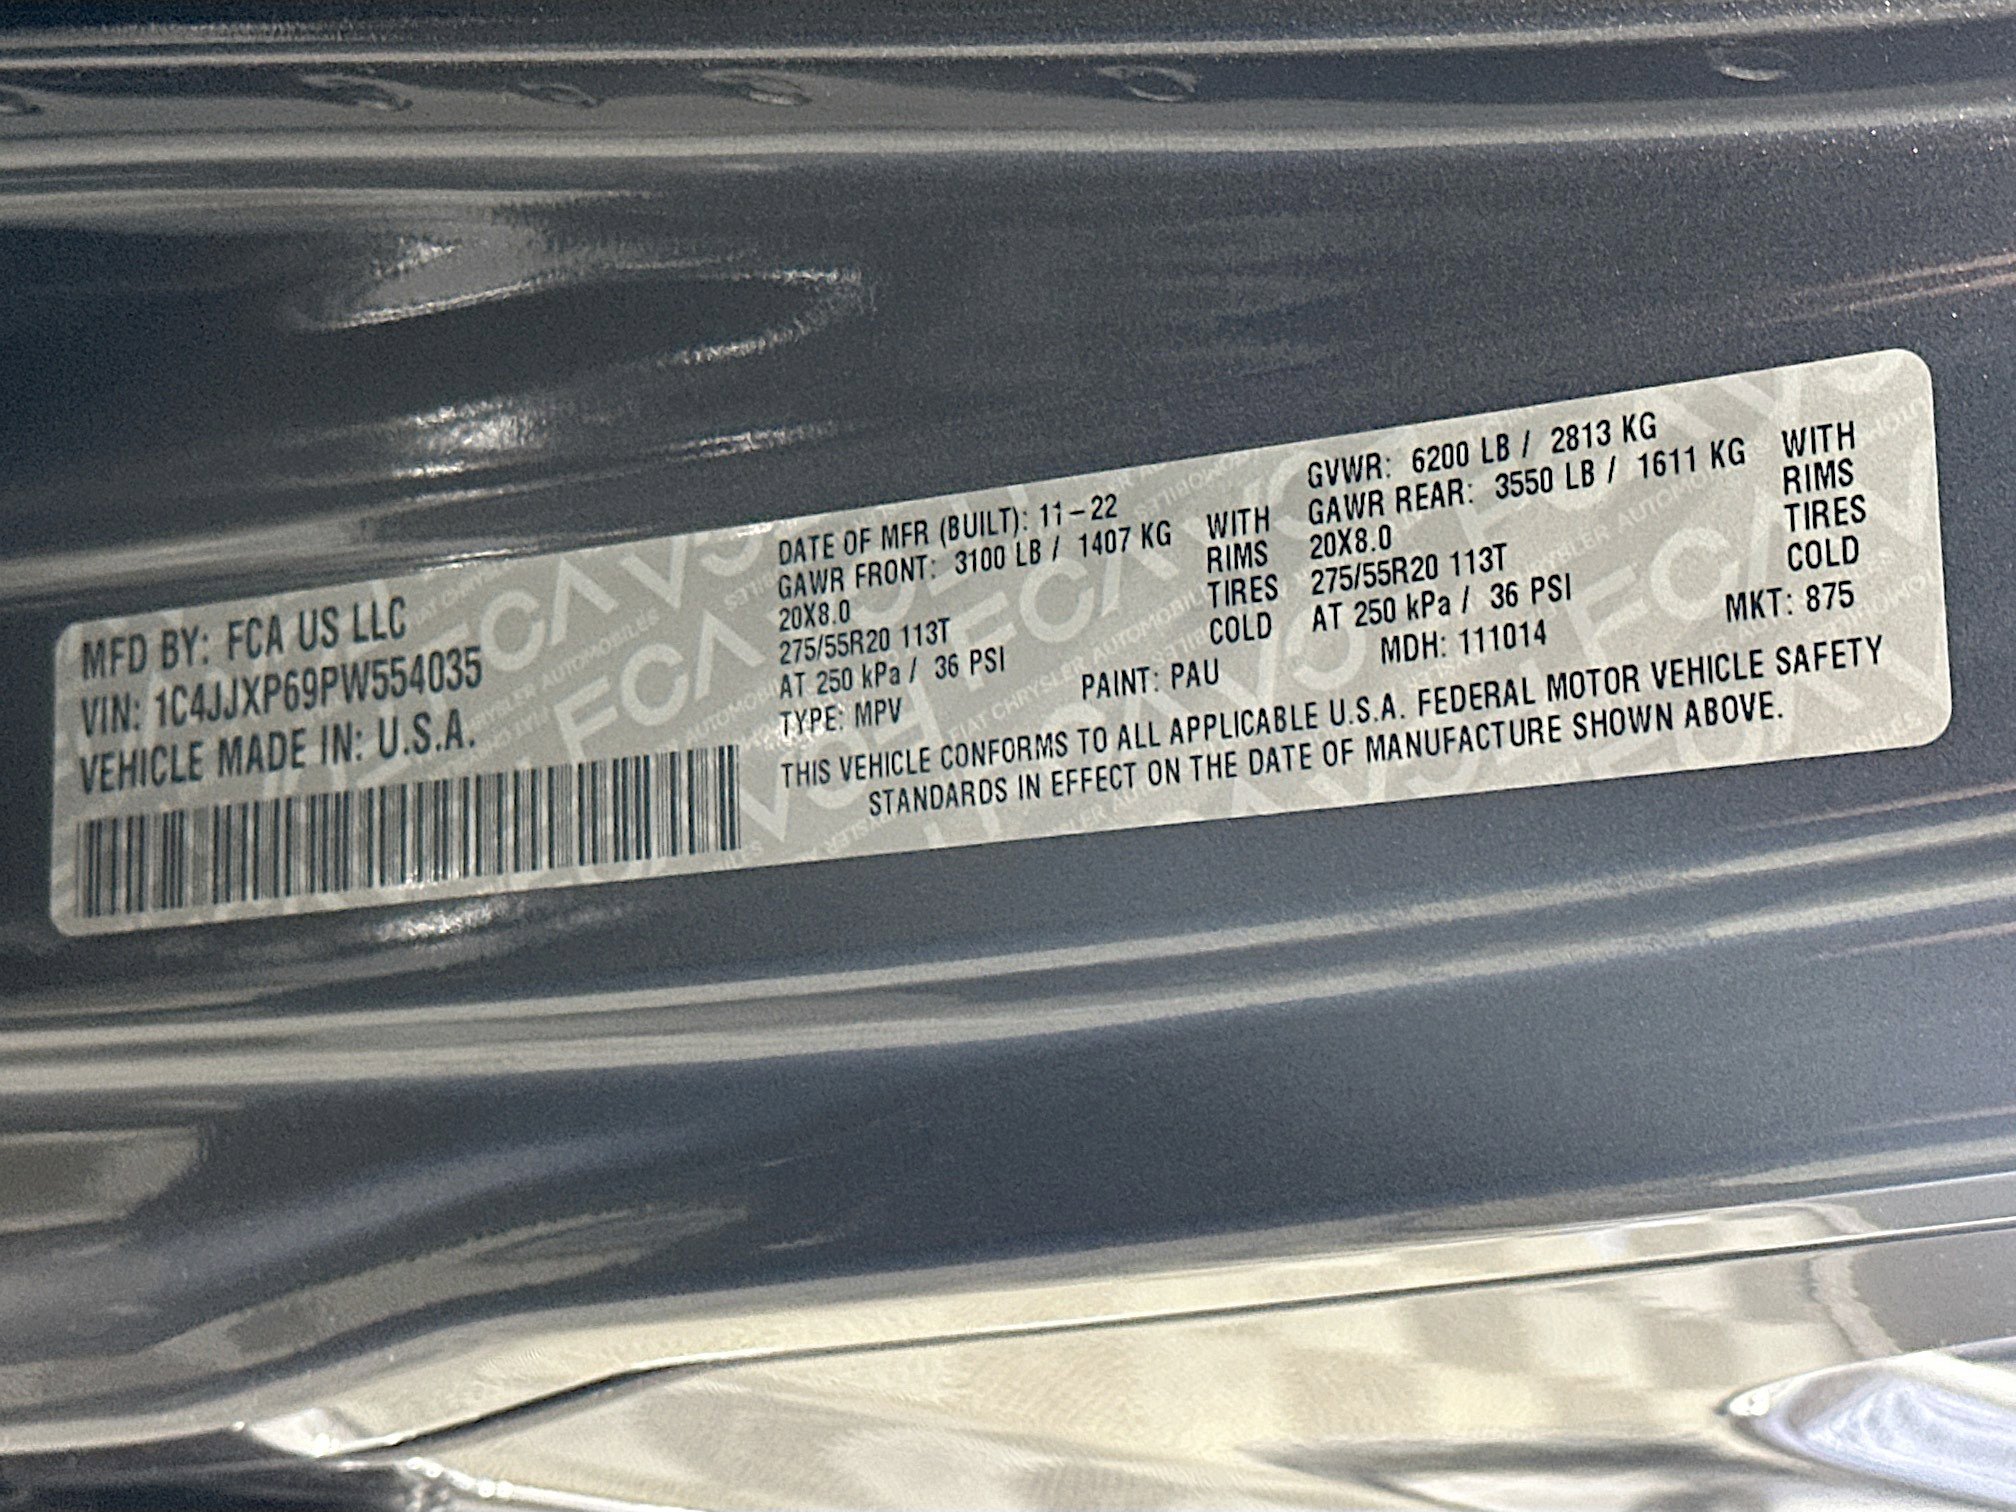 MFD BY: FCA US LLC
VIN: 1C4JJXP69PW554035
VEHICLE MADE IN: U.S.A.
DATE OF MFR (BUILT): 11-22 GVWR: 6200 LB / 2813 KG
GAWR FRONT: 3100 LB / 1407 KG WITH GAWR REAR: 3550 LB / 1611 KG WITH
20X8.0 RIMS 20X8.0 RIMS
275/55R20 113T TIRES 275/55R20 113T TIRES
AT 250 kPa / 36 PSI COLD AT 250 kPa / 36 PSI COLD
TYPE: MPV PAINT: PAU MDH: 111014 MKT: 875
THIS VEHICLE CONFORMS TO ALL APPLICABLE U.S.A. FEDERAL MOTOR VEHICLE SAFETY
STANDARDS IN EFFECT ON THE DATE OF MANUFACTURE SHOWN ABOVE.